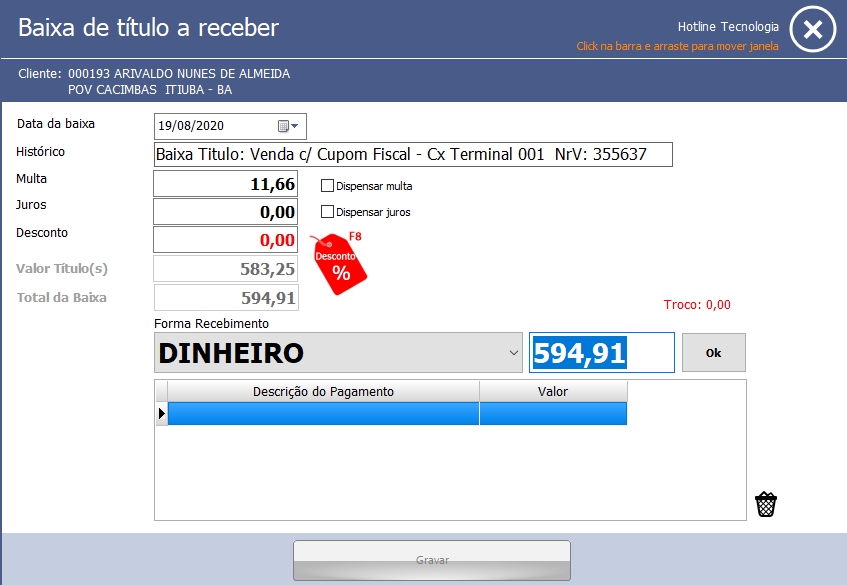 Baixa de título a receber
Hotline Tecnologia
Click na barra e arraste para mover janela
Cliente: 000193 ARIVALDO NUNES DE ALMEIDA
POV CACIMBAS ITIUBA - BA
Data da baixa 19/08/2020
Histórico Baixa Titulo: Venda c/ Cupom Fiscal - Cx Terminal 001 NrV: 355637
Multa 11,66 Dispensar multa
Juros 0,00 Dispensar juros
Desconto 0,00
F8
Desconto
%
Valor Título(s) 583,25
Total da Baixa 594,91
Troco: 0,00
Forma Recebimento
DINHEIRO 594,91 Ok
Descrição do Pagamento Valor
Gravar